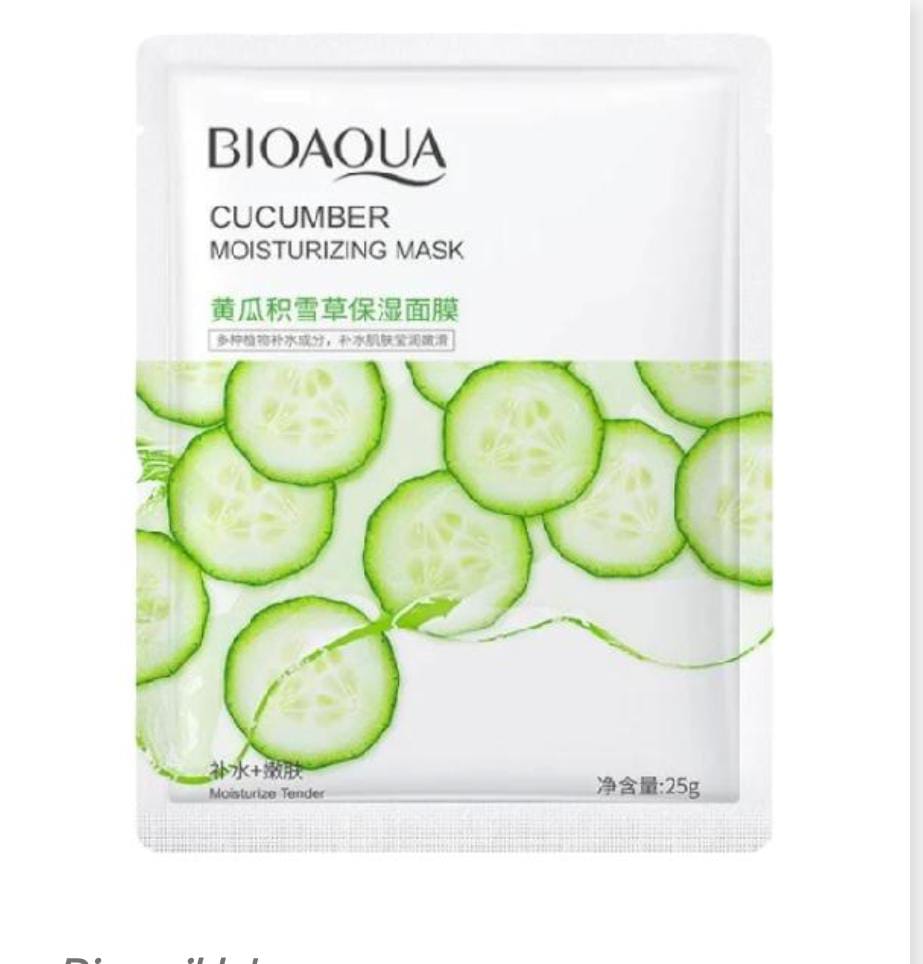 BIOAQUA
CUCUMBER
MOISTURIZING MASK
黄瓜积雪草保湿面膜
多种植物补水成分，补水肌肤莹润嫩滑
补水+嫩肤
Moisturize Tender
净含量:25g